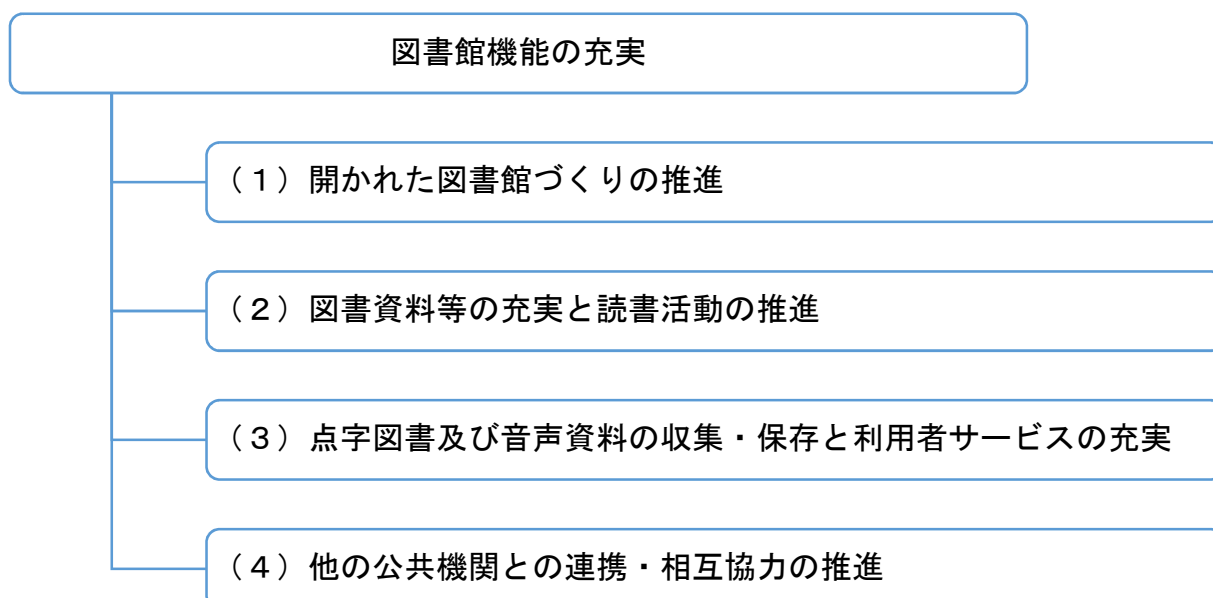 図書館機能の充実
（１）開かれた図書館づくりの推進
（２）図書資料等の充実と読書活動の推進
（３）点字図書及び音声資料の収集・保存と利用者サービスの充実
（４）他の公共機関との連携・相互協力の推進